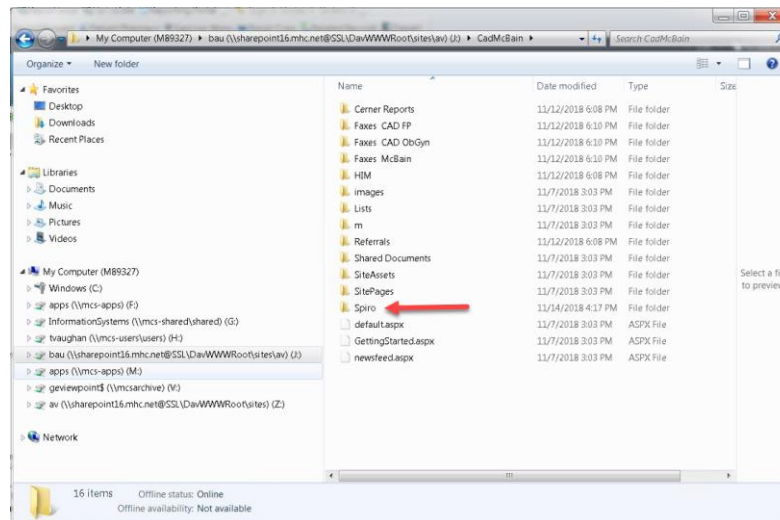 My Computer (M89327) ▸ bau (\\sharepoint16.mhc.net@SSL\DavWWWRoot\sites\av) (J:) ▸ CadMcBain
Search CadMcBain
Organize
New folder
Name Date modified Type Size
Favorites
Desktop
Downloads
Recent Places
Libraries
Documents
Music
Pictures
Videos
My Computer (M89327)
Windows (C:)
apps (\\mcs-apps) (F:)
InformationSystems (\\mcs-shared\shared) (G:)
tvaughan (\\mcs-users\users) (H:)
bau (\\sharepoint16.mhc.net@SSL\DavWWWRoot\sites\av) (J:)
apps (\\mcs-apps) (M:)
geviewpoint$ (\\mcsarchive) (V:)
av (\\sharepoint16.mhc.net@SSL\DavWWWRoot\sites) (Z:)
Network
Cerner Reports 11/12/2018 6:08 PM File folder
Faxes CAD FP 11/12/2018 6:10 PM File folder
Faxes CAD ObGyn 11/12/2018 6:10 PM File folder
Faxes McBain 11/12/2018 6:10 PM File folder
HIM 11/12/2018 6:08 PM File folder
images 11/7/2018 3:03 PM File folder
Lists 11/7/2018 3:03 PM File folder
m 11/7/2018 3:03 PM File folder
Referrals 11/12/2018 6:08 PM File folder
Shared Documents 11/7/2018 3:03 PM File folder
SiteAssets 11/7/2018 3:03 PM File folder
SitePages 11/7/2018 3:03 PM File folder
Spiro 11/14/2018 4:17 PM File folder
default.aspx 11/7/2018 3:03 PM ASPX File
GettingStarted.aspx 11/7/2018 3:03 PM ASPX File
newsfeed.aspx 11/7/2018 3:03 PM ASPX File
Select a fi
to preview
16 items Offline status: Online
Offline availability: Not available